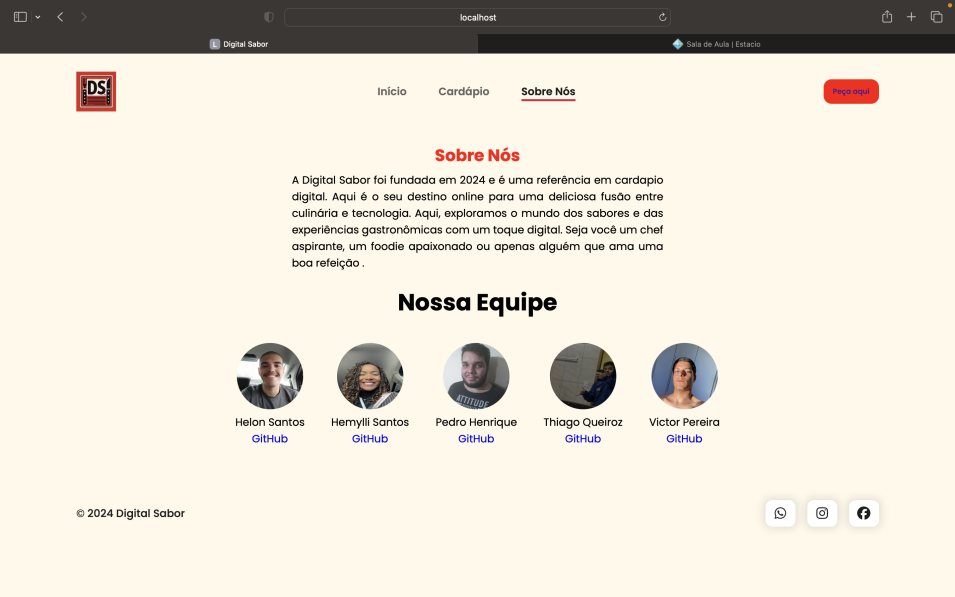 localhost
Digital Sabor
Sala de Aula | Estacio
DS
Início Cardápio Sobre Nós
Peça aqui
Sobre Nós
A Digital Sabor foi fundada em 2024 e é uma referência em cardapio
digital. Aqui é o seu destino online para uma deliciosa fusão entre
culinária e tecnologia. Aqui, exploramos o mundo dos sabores e das
experiências gastronômicas com um toque digital. Seja você um chef
aspirante, um foodie apaixonado ou apenas alguém que ama uma
boa refeição .
Nossa Equipe
ATTITUDE
Helon Santos Hemylli Santos Pedro Henrique Thiago Queiroz Victor Pereira
GitHub GitHub GitHub GitHub GitHub
© 2024 Digital Sabor